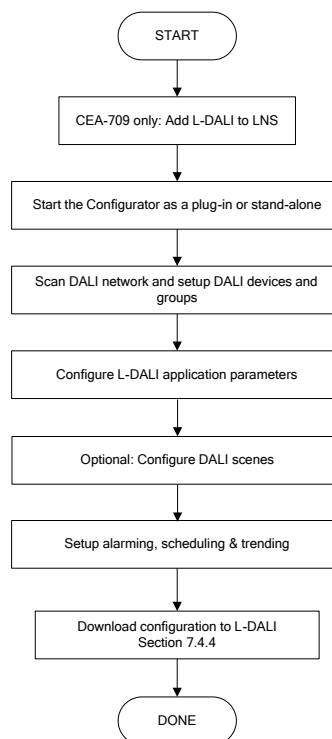 START
CEA-709 only: Add L-DALI to LNS
Start the Configurator as a plug-in or stand-alone
Scan DALI network and setup DALI devices and
groups
Configure L-DALI application parameters
Optional: Configure DALI scenes
Setup alarming, scheduling & trending
Download configuration to L-DALI
Section 7.4.4
DONE